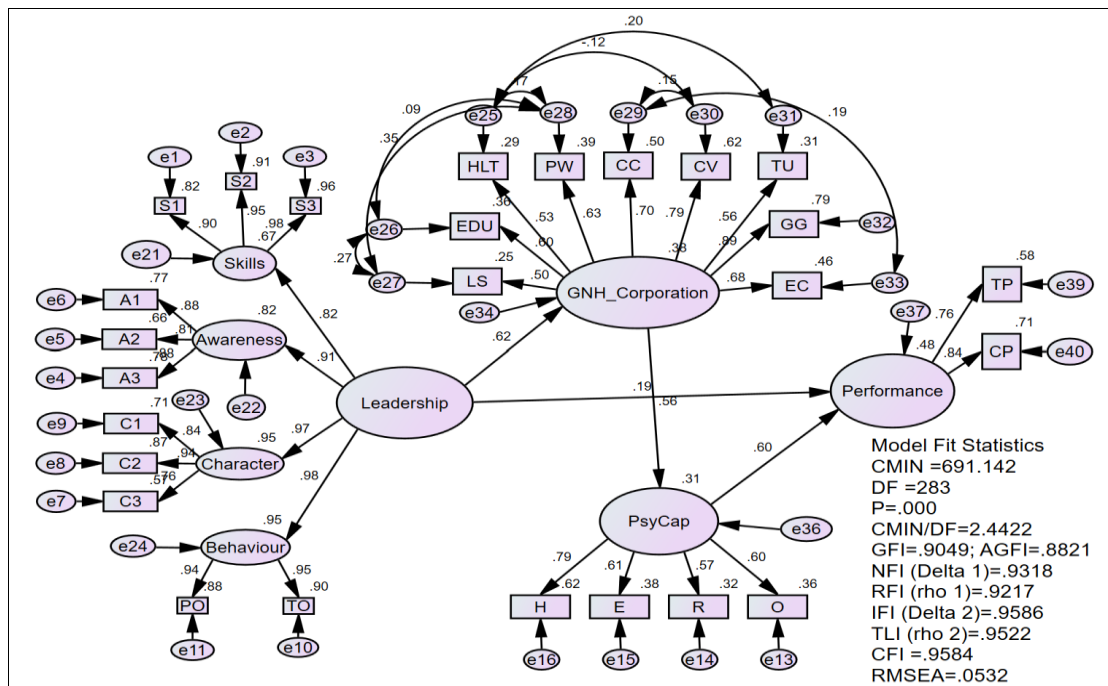 .20
-.12
.17
.15
.09
.19
.35
e25
e28
e29
e30
e31
e2
.29
.39
.50
.62
.31
e1
.91
e3
HLT
PW
CC
CV
TU
.82
S2
.96
S1
S3
.36
.79
.90
.95
.98
.53
.63
.70
.79
.56
GG
e32
.67
e26
EDU
.60
.38
.89
e21
Skills
.27
.25
.46
.58
e27
LS
.50
GNH_Corporation
.68
EC
e33
TP
e39
.77
e6
A1
.88
.82
.82
e34
e37
.76
.71
.66
.62
e5
A2
.81
Awareness
.48
.84
CP
e40
.78
.88
.91
e4
A3
Leadership
.19
Performance
e23
e22
.56
.71
e9
C1
.84
.95
.97
.87
.94
e8
C2
Character
.60
Model Fit Statistics
.57
.76
.98
CMIN =691.142
e7
C3
.31
DF =283
.95
PsyCap
e36
P=.000
e24
Behaviour
CMIN/DF=2.4422
.94
.95
.79
.61
.57
.60
GFI=.9049; AGFI=.8821
.88
.90
.62
.38
.32
.36
NFI (Delta 1)=.9318
PO
TO
H
E
R
O
RFI (rho 1)=.9217
IFI (Delta 2)=.9586
e11
e10
e16
e15
e14
e13
TLI (rho 2)=.9522
CFI =.9584
RMSEA=.0532